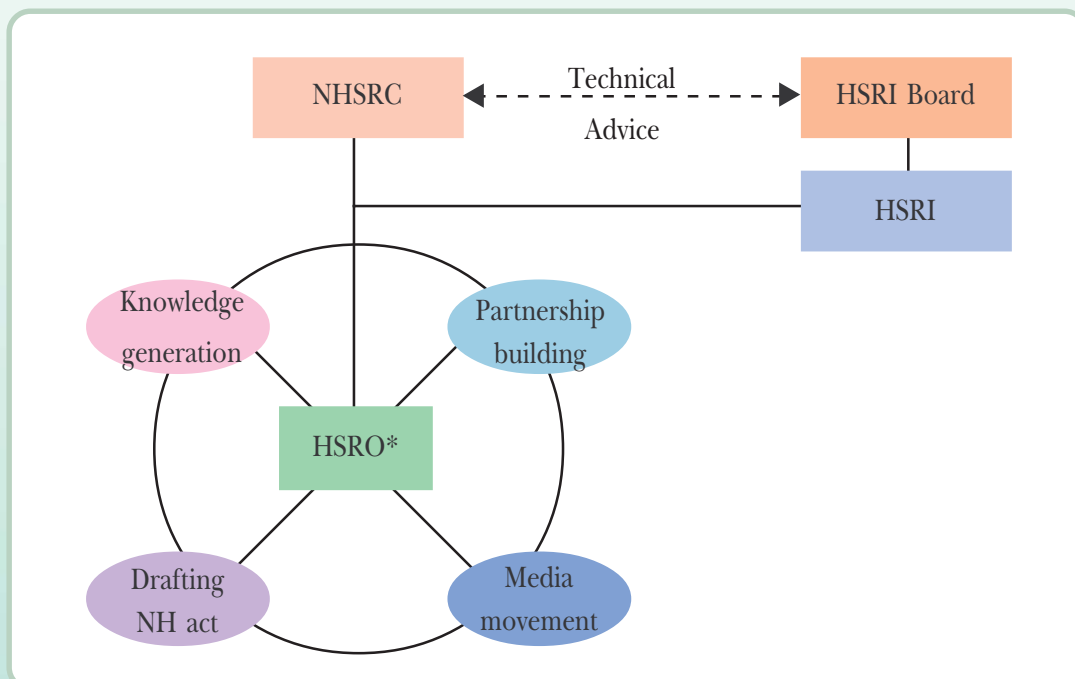 NHSRC
Technical
Advice
HSRI Board
HSRI
Knowledge
generation
Partnership
building
HSRO*
Drafting
NH act
Media
movement